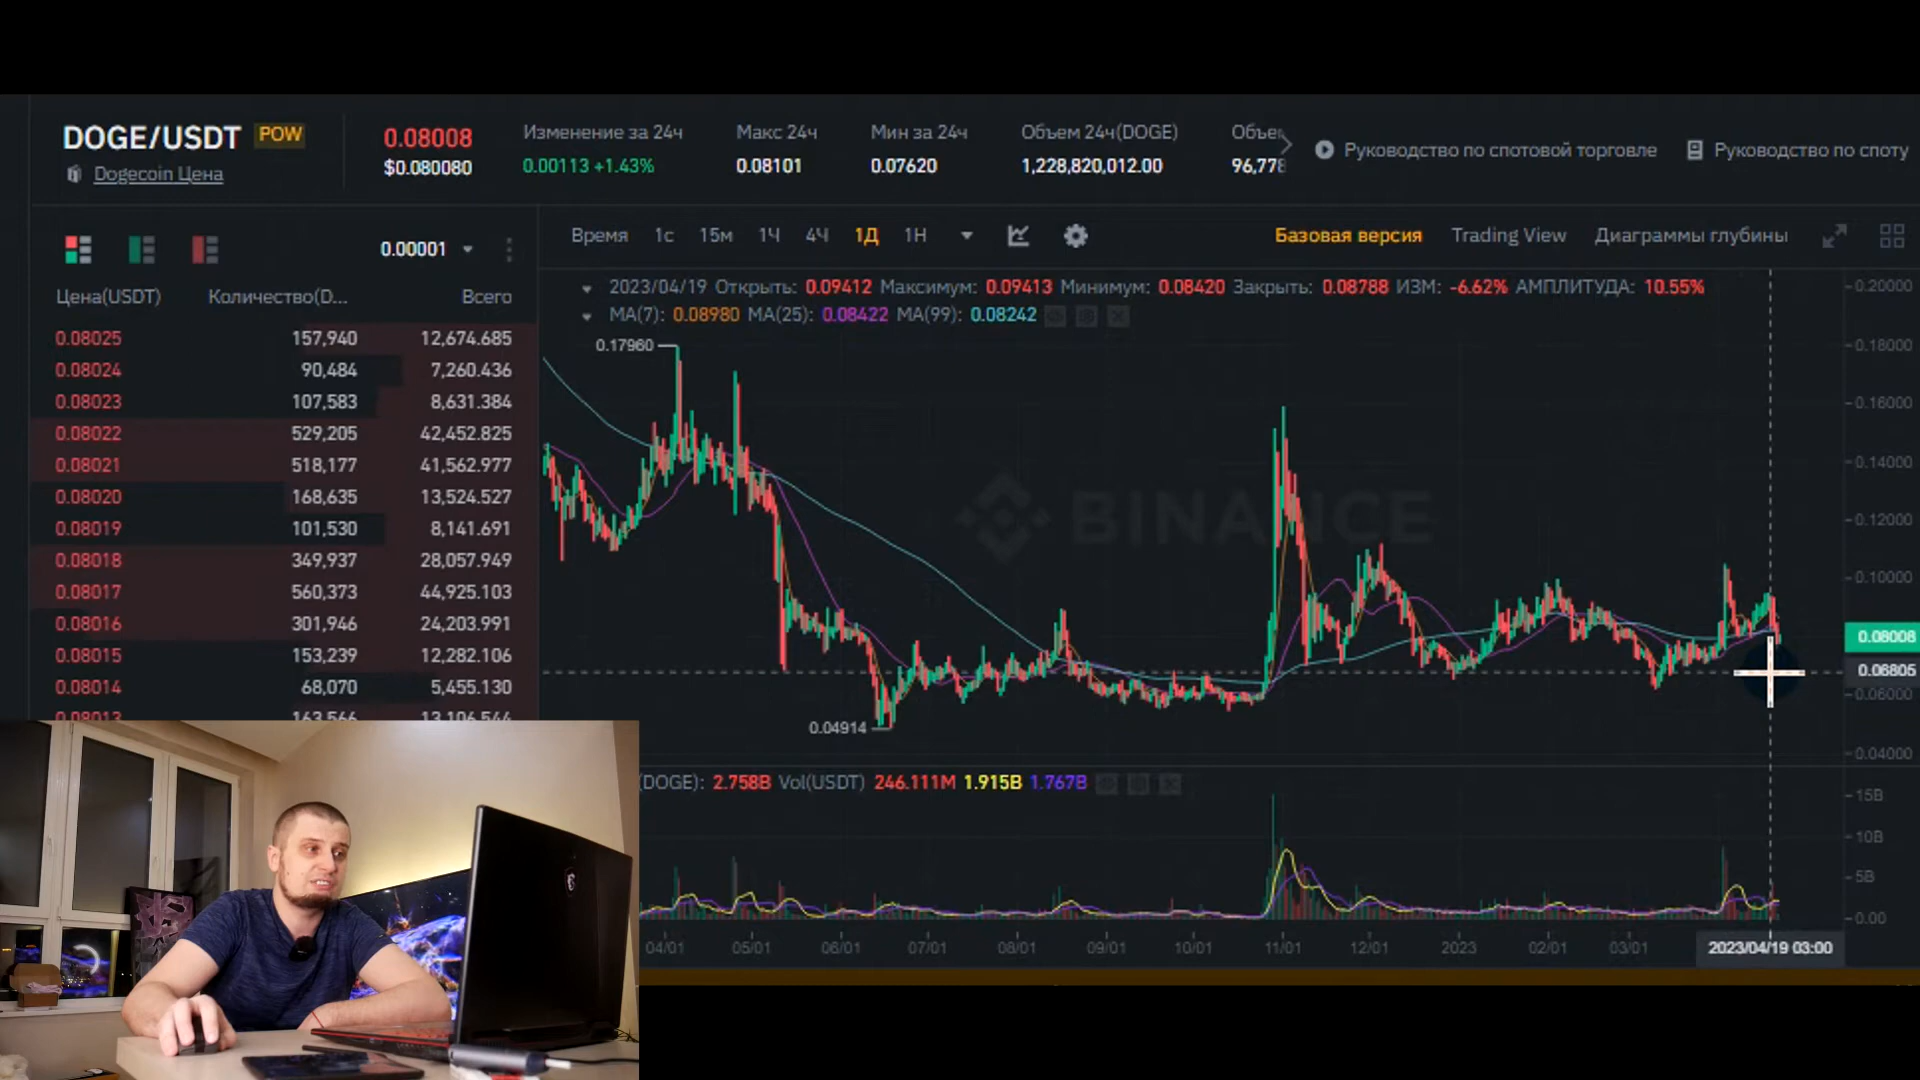 DOGE/USDT POW
Dogecoin Цена
0.08008
$0.080080
Изменение за 24ч
0.00113 +1.43%
Макс 24ч
0.08101
Мин за 24ч
0.07620
Объем 24ч(DOGE)
1,228,820,012.00
Объе
96,778
Руководство по спотовой торговле
Руководство по споту
0.00001
Цена(USDT) Количество(D... Всего
0.08025 157,940 12,674.685
0.08024 90,484 7,260.436
0.08023 107,583 8,631.384
0.08022 529,205 42,452.825
0.08021 518,177 41,562.977
0.08020 168,635 13,524.527
0.08019 101,530 8,141.691
0.08018 349,937 28,057.949
0.08017 560,373 44,925.103
0.08016 301,946 24,203.991
0.08015 153,239 12,282.106
0.08014 68,070 5,455.130
0.08013 163,566 13,106.544
Время 1с 15м 1Ч 4Ч 1Д 1Н
Базовая версия Trading View Диаграммы глубины
2023/04/19 Открыть: 0.09412 Максимум: 0.09413 Минимум: 0.08420 Закрыть: 0.08788 ИЗМ: -6.62% АМПЛИТУДА: 10.55%
MA(7): 0.08980 MA(25): 0.08422 MA(99): 0.08242
0.17960
0.04914
BINANCE
0.20000
0.18000
0.16000
0.14000
0.12000
0.10000
0.08008
0.06805
0.06000
0.04000
(DOGE): 2.758B Vol(USDT) 246.111M 1.915B 1.767B
15B
10B
5B
0.00
04/01 05/01 06/01 07/01 08/01 09/01 10/01 11/01 12/01 2023 02/01 03/01 2023/04/19 03:00